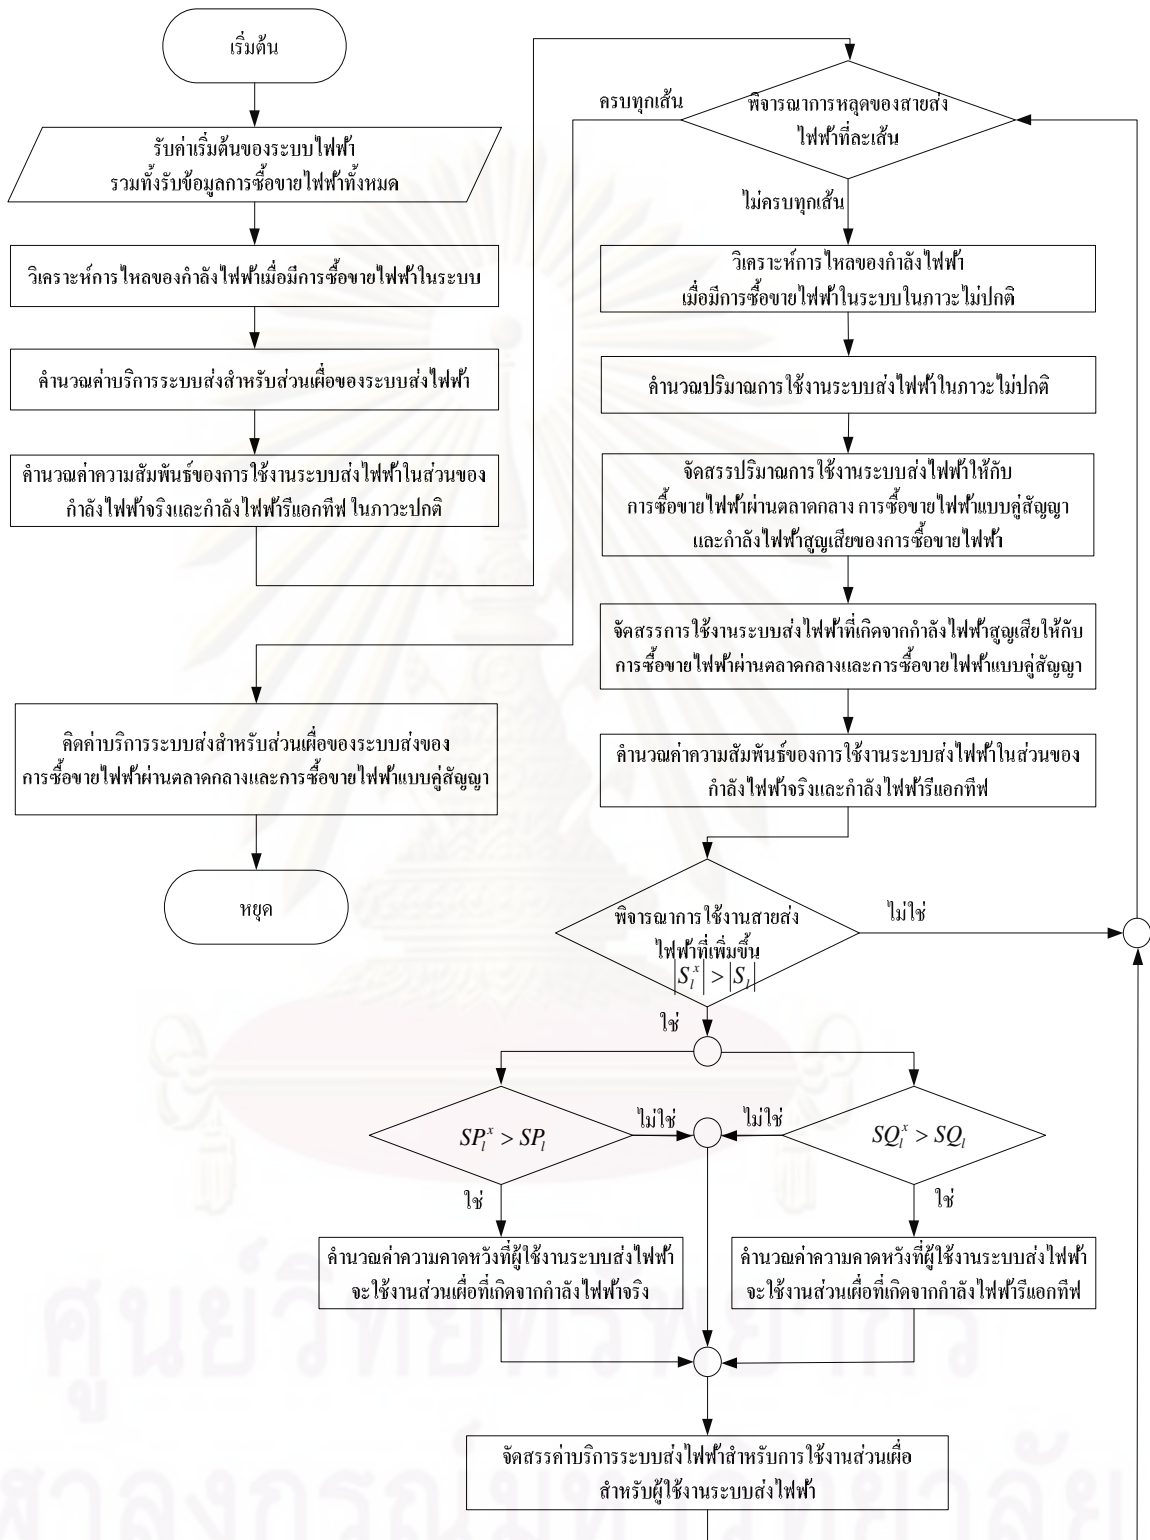 เริ่มต้น
รับค่าเริ่มต้นของระบบไฟฟ้า
รวมทั้งรับข้อมูลการซื้อขายไฟฟ้าทั้งหมด
วิเคราะห์การไหลของกำลังไฟฟ้าเมื่อมีการซื้อขายไฟฟ้าในระบบ
คำนวณค่าบริการระบบส่งสำหรับส่วนเผื่อของระบบส่งไฟฟ้า
คำนวณค่าความสัมพันธ์ของการใช้งานระบบส่งไฟฟ้าในส่วนของ
กำลังไฟฟ้าจริงและกำลังไฟฟ้ารีแอกทีฟ ในภาวะปกติ
พิจารณาการหลุดของสายส่ง
ไฟฟ้าทีละเส้น
ครบทุกเส้น
ไม่ครบทุกเส้น
วิเคราะห์การไหลของกำลังไฟฟ้า
เมื่อมีการซื้อขายไฟฟ้าในระบบในภาวะไม่ปกติ
คำนวณปริมาณการใช้งานระบบส่งไฟฟ้าในภาวะไม่ปกติ
จัดสรรปริมาณการใช้งานระบบส่งไฟฟ้าให้กับ
การซื้อขายไฟฟ้าผ่านตลาดกลาง การซื้อขายไฟฟ้าแบบคู่สัญญา
และกำลังไฟฟ้าสูญเสียของการซื้อขายไฟฟ้า
จัดสรรการใช้งานระบบส่งไฟฟ้าที่เกิดจากกำลังไฟฟ้าสูญเสียให้กับ
การซื้อขายไฟฟ้าผ่านตลาดกลางและการซื้อขายไฟฟ้าแบบคู่สัญญา
คำนวณค่าความสัมพันธ์ของการใช้งานระบบส่งไฟฟ้าในส่วนของ
กำลังไฟฟ้าจริงและกำลังไฟฟ้ารีแอกทีฟ
คิดค่าบริการระบบส่งสำหรับส่วนเผื่อของระบบส่งของ
การซื้อขายไฟฟ้าผ่านตลาดกลางและการซื้อขายไฟฟ้าแบบคู่สัญญา
หยุด
พิจารณาการใช้งานสายส่ง
ไฟฟ้าที่เพิ่มขึ้น
|S_l^x| > |S_l|
ไม่ใช่
ใช่
SP_l^x > SP_l
ไม่ใช่
ไม่ใช่
SQ_l^x > SQ_l
ใช่
ใช่
คำนวณค่าความคาดหวังที่ผู้ใช้งานระบบส่งไฟฟ้า
จะใช้งานส่วนเผื่อที่เกิดจากกำลังไฟฟ้าจริง
คำนวณค่าความคาดหวังที่ผู้ใช้งานระบบส่งไฟฟ้า
จะใช้งานส่วนเผื่อที่เกิดจากกำลังไฟฟ้ารีแอกทีฟ
จัดสรรค่าบริการระบบส่งไฟฟ้าสำหรับการใช้งานส่วนเผื่อ
สำหรับผู้ใช้งานระบบส่งไฟฟ้า
ศูนย์วิทยทรัพยากร
ฬาลงกรณ์มหาวิทยาลัย